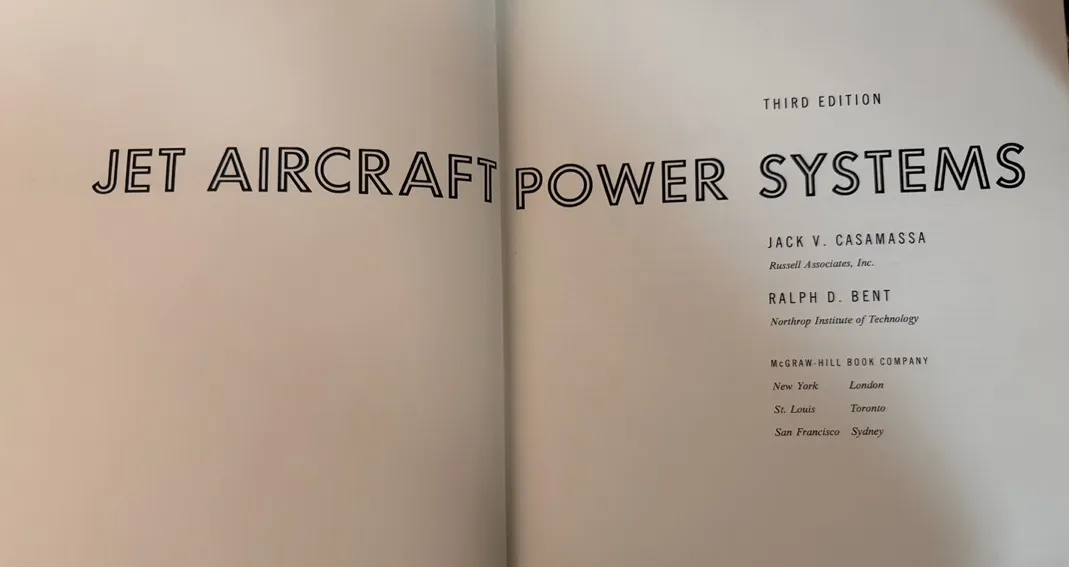 THIRD EDITION
JET AIRCRAFT POWER SYSTEMS
JACK V. CASAMASSA
Russell Associates, Inc.
RALPH D. BENT
Northrop Institute of Technology
McGRAW-HILL BOOK COMPANY
New York London
St. Louis Toronto
San Francisco Sydney